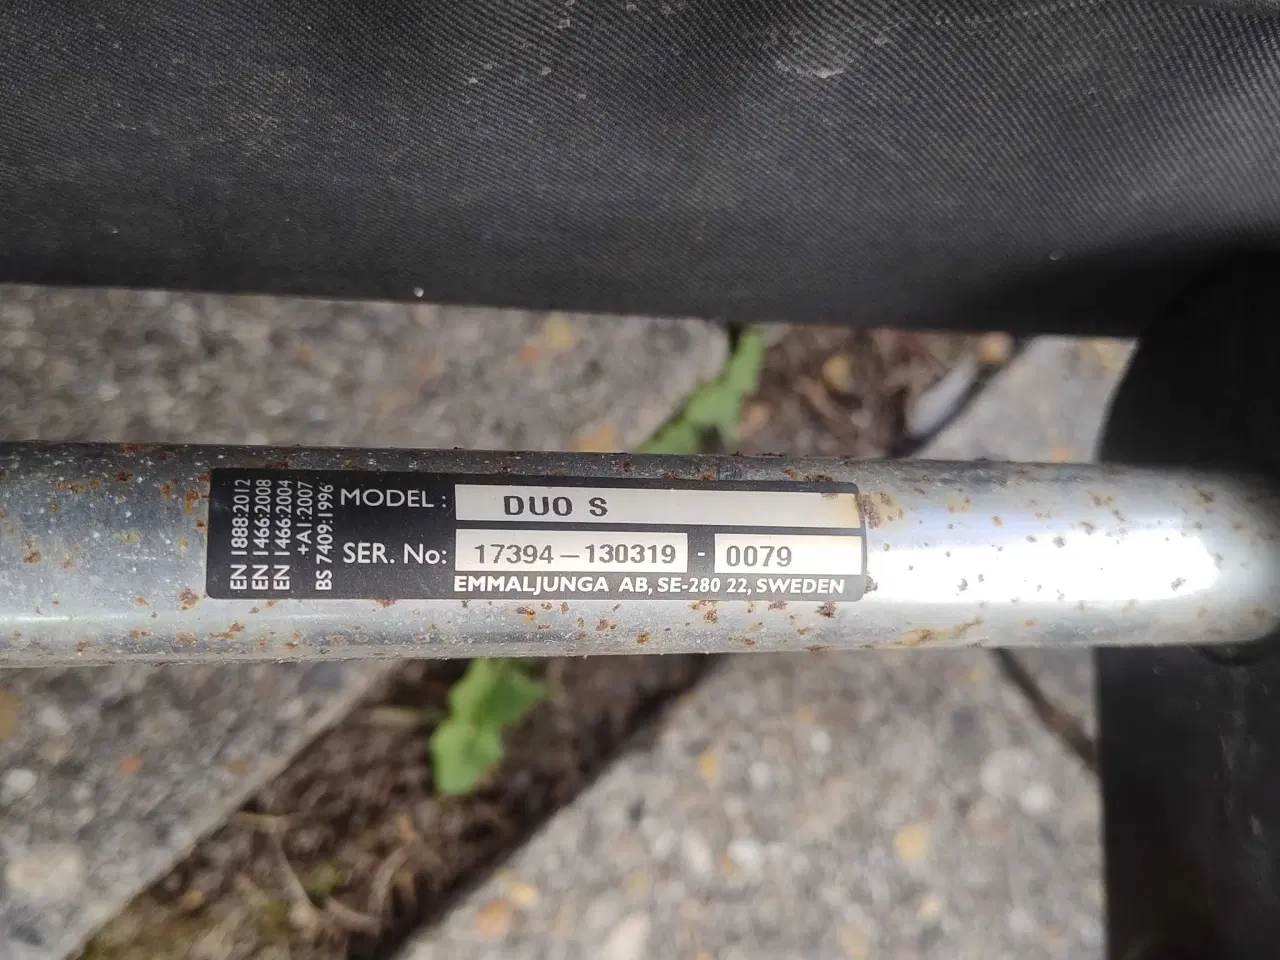 EN 1888:2012
EN 1466:2008
EN 1466:2004
+A1:2007
BS 7409:1996
MODEL : DUO S
SER. No: 17394-130319 - 0079
EMMALJUNGA AB, SE-280 22, SWEDEN